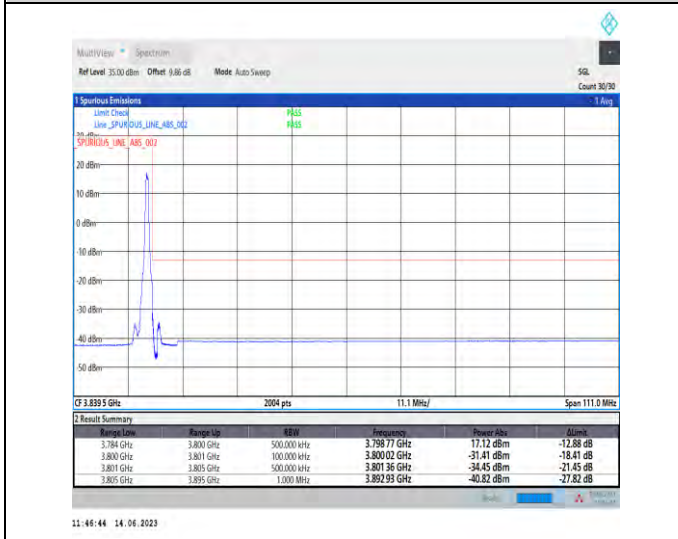 MultiView Spectrum
Ref Level 35.00 dBm Offset 9.86 dB Mode Auto Sweep SGL
Count 30/30
1 Spurious Emissions 1 Avg
Limit Check PASS
Line _SPURIOUS_LINE_ABS_002 PASS
30 dBm
_SPURIOUS_LINE_ABS_002
20 dBm
10 dBm
0 dBm
-10 dBm
-20 dBm
-30 dBm
-40 dBm
-50 dBm
CF 3.839 5 GHz 2004 pts 11.1 MHz/ Span 111.0 MHz
2 Result Summary
Range Low Range Up RBW Frequency Power Abs ΔLimit
3.784 GHz 3.800 GHz 500.000 kHz 3.798 77 GHz 17.12 dBm -12.88 dB
3.800 GHz 3.801 GHz 100.000 kHz 3.800 02 GHz -31.41 dBm -18.41 dB
3.801 GHz 3.805 GHz 500.000 kHz 3.801 36 GHz -34.45 dBm -21.45 dB
3.805 GHz 3.895 GHz 1.000 MHz 3.892 93 GHz -40.82 dBm -27.82 dB
11:46:44 14.06.2023